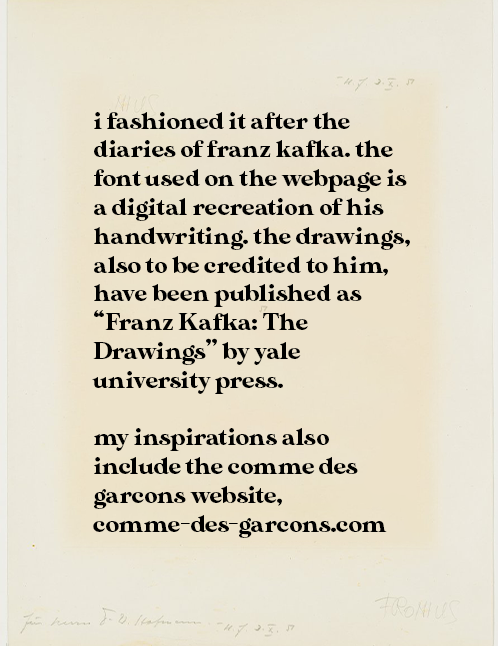 i fashioned it after the
diaries of franz kafka. the
font used on the webpage is
a digital recreation of his
handwriting. the drawings,
also to be credited to him,
have been published as
“Franz Kafka: The
Drawings” by yale
university press.
my inspirations also
include the comme des
garcons website,
comme-des-garcons.com
FRONIUS